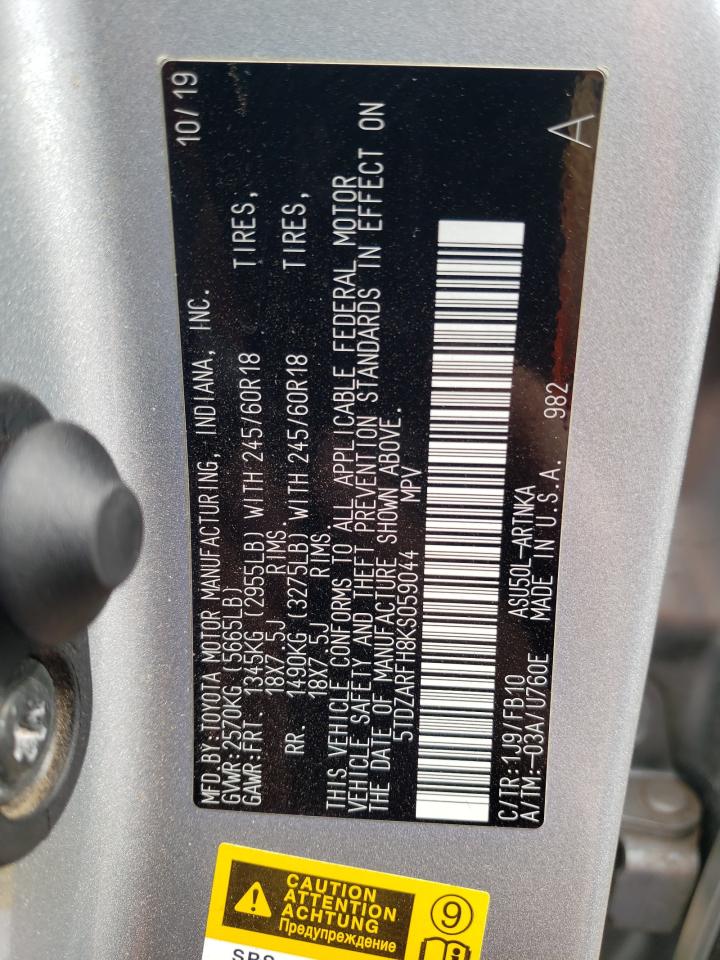 MFD.BY:TOYOTA MOTOR MANUFACTURING, INDIANA, INC. 10/19
GVWR:2570KG (5665LB)
GAWR:FRT. 1345KG (2955LB) WITH 245/60R18 TIRES,
18X7.5J RIMS.
RR. 1490KG (3275LB) WITH 245/60R18 TIRES,
18X7.5J RIMS.
THIS VEHICLE CONFORMS TO ALL APPLICABLE FEDERAL MOTOR
VEHICLE SAFETY AND THEFT PREVENTION STANDARDS IN EFFECT ON
THE DATE OF MANUFACTURE SHOWN ABOVE.
5TDZARFH8KS059044 MPV
C/TR:1J9/FB10 ASU50L-ARTNKA
A/TM:-03A/U760E MADE IN U.S.A. 982
A
CAUTION
ATTENTION
ACHTUNG
Предупреждение
9
SRS